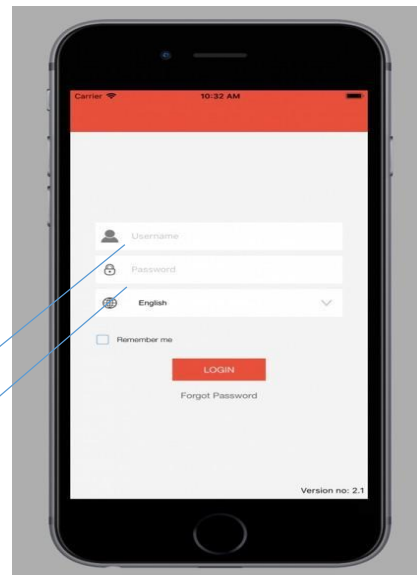 Carrier 10:32 AM
Username
Password
English
Remember me
LOGIN
Forgot Password
Version no: 2.1